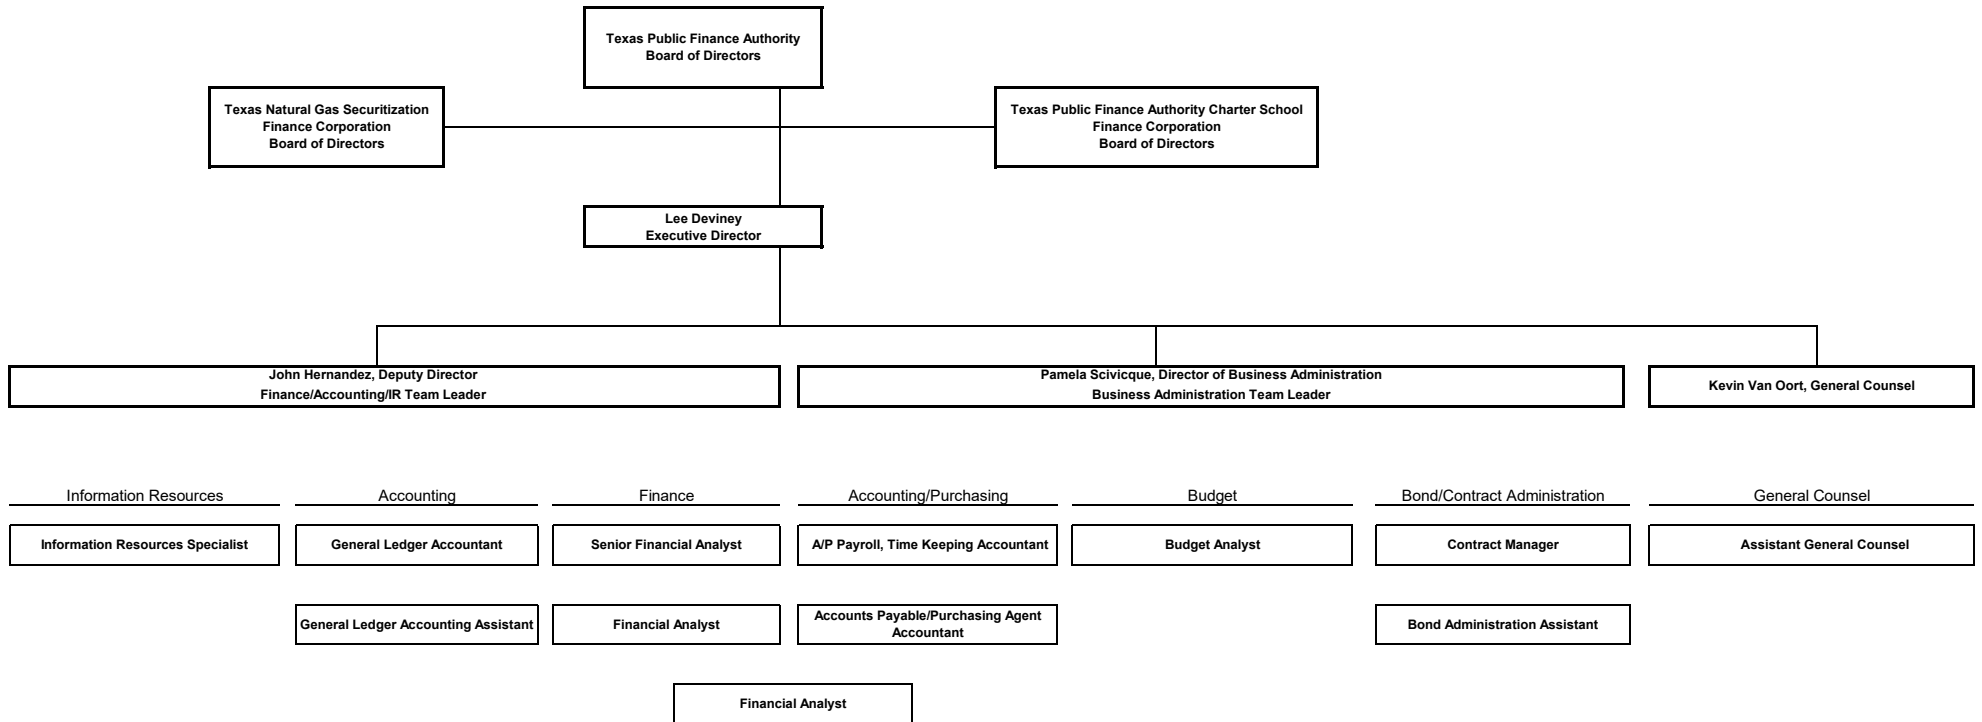 Texas Public Finance Authority
Board of Directors
Texas Natural Gas Securitization
Finance Corporation
Board of Directors
Texas Public Finance Authority Charter School
Finance Corporation
Board of Directors
Lee Deviney
Executive Director
John Hernandez, Deputy Director
Finance/Accounting/IR Team Leader
Pamela Scivicque, Director of Business Administration
Business Administration Team Leader
Kevin Van Oort, General Counsel
Information Resources
Accounting
Finance
Accounting/Purchasing
Budget
Bond/Contract Administration
General Counsel
Information Resources Specialist
General Ledger Accountant
Senior Financial Analyst
A/P Payroll, Time Keeping Accountant
Budget Analyst
Contract Manager
Assistant General Counsel
General Ledger Accounting Assistant
Financial Analyst
Accounts Payable/Purchasing Agent
Accountant
Bond Administration Assistant
Financial Analyst